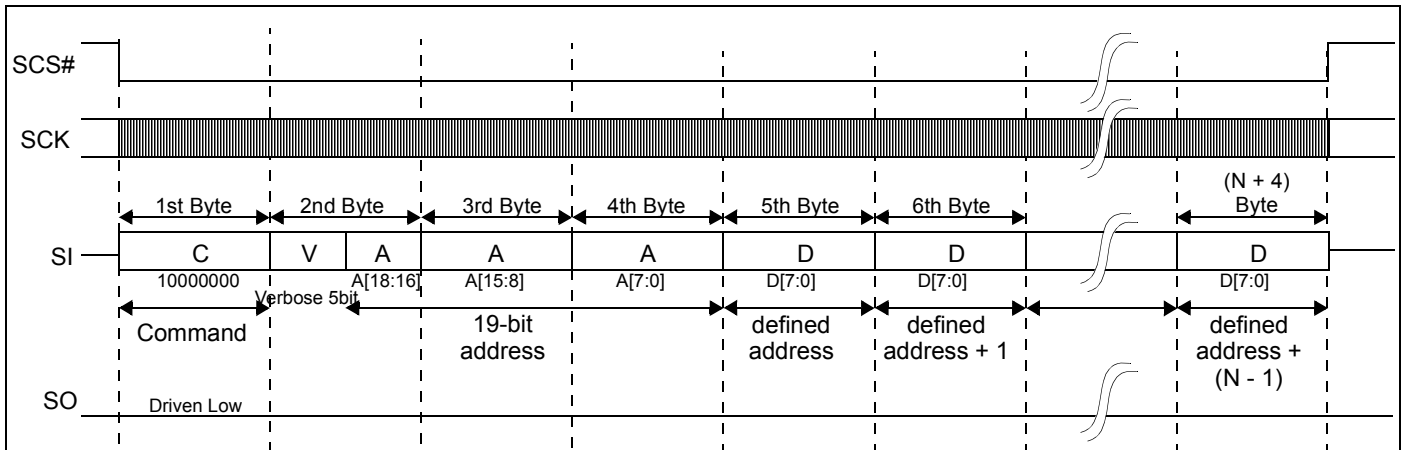 SCS#
SCK
(N + 4)
1st Byte 2nd Byte 3rd Byte 4th Byte 5th Byte 6th Byte Byte
SI C V A A A D D D
10000000 A[18:16] A[15:8] A[7:0] D[7:0] D[7:0] D[7:0]
Verbose 5bit
Command 19-bit defined defined defined
address address address + 1 address +
(N - 1)
SO Driven Low